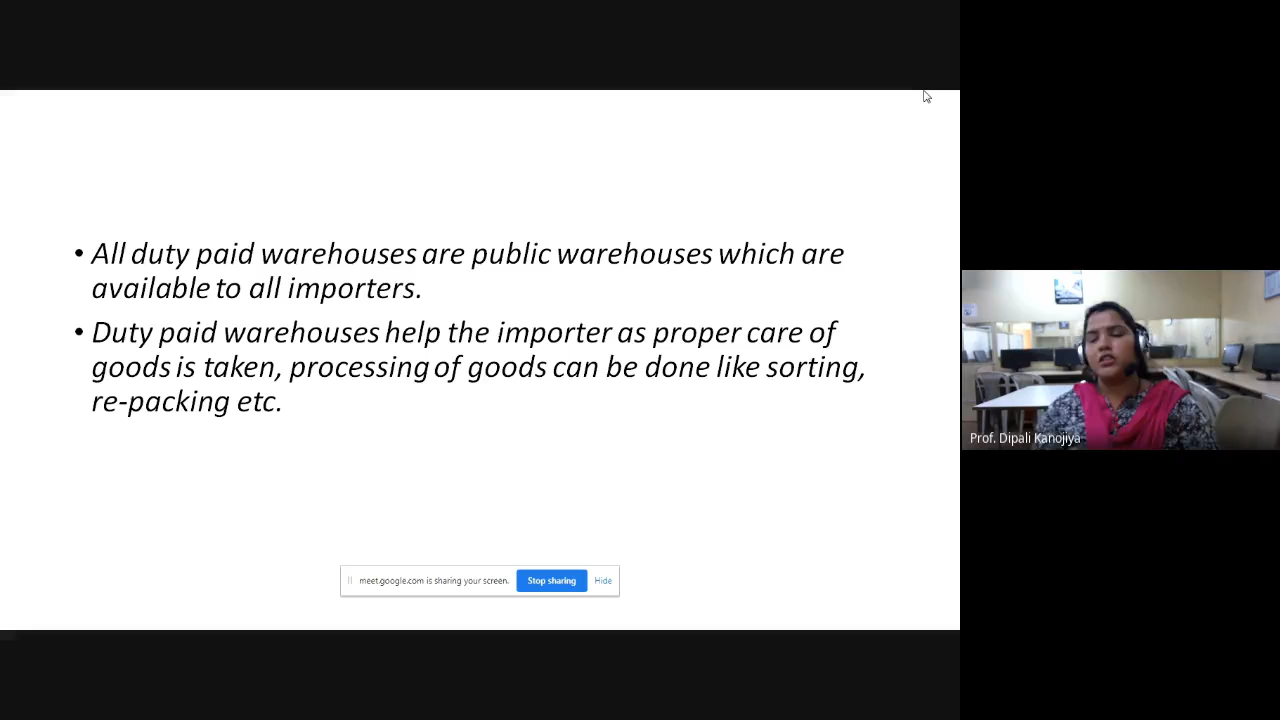 • All duty paid warehouses are public warehouses which are
available to all importers.
• Duty paid warehouses help the importer as proper care of
goods is taken, processing of goods can be done like sorting,
re-packing etc.
meet.google.com is sharing your screen. Stop sharing Hide
Prof. Dipali Kanojiya